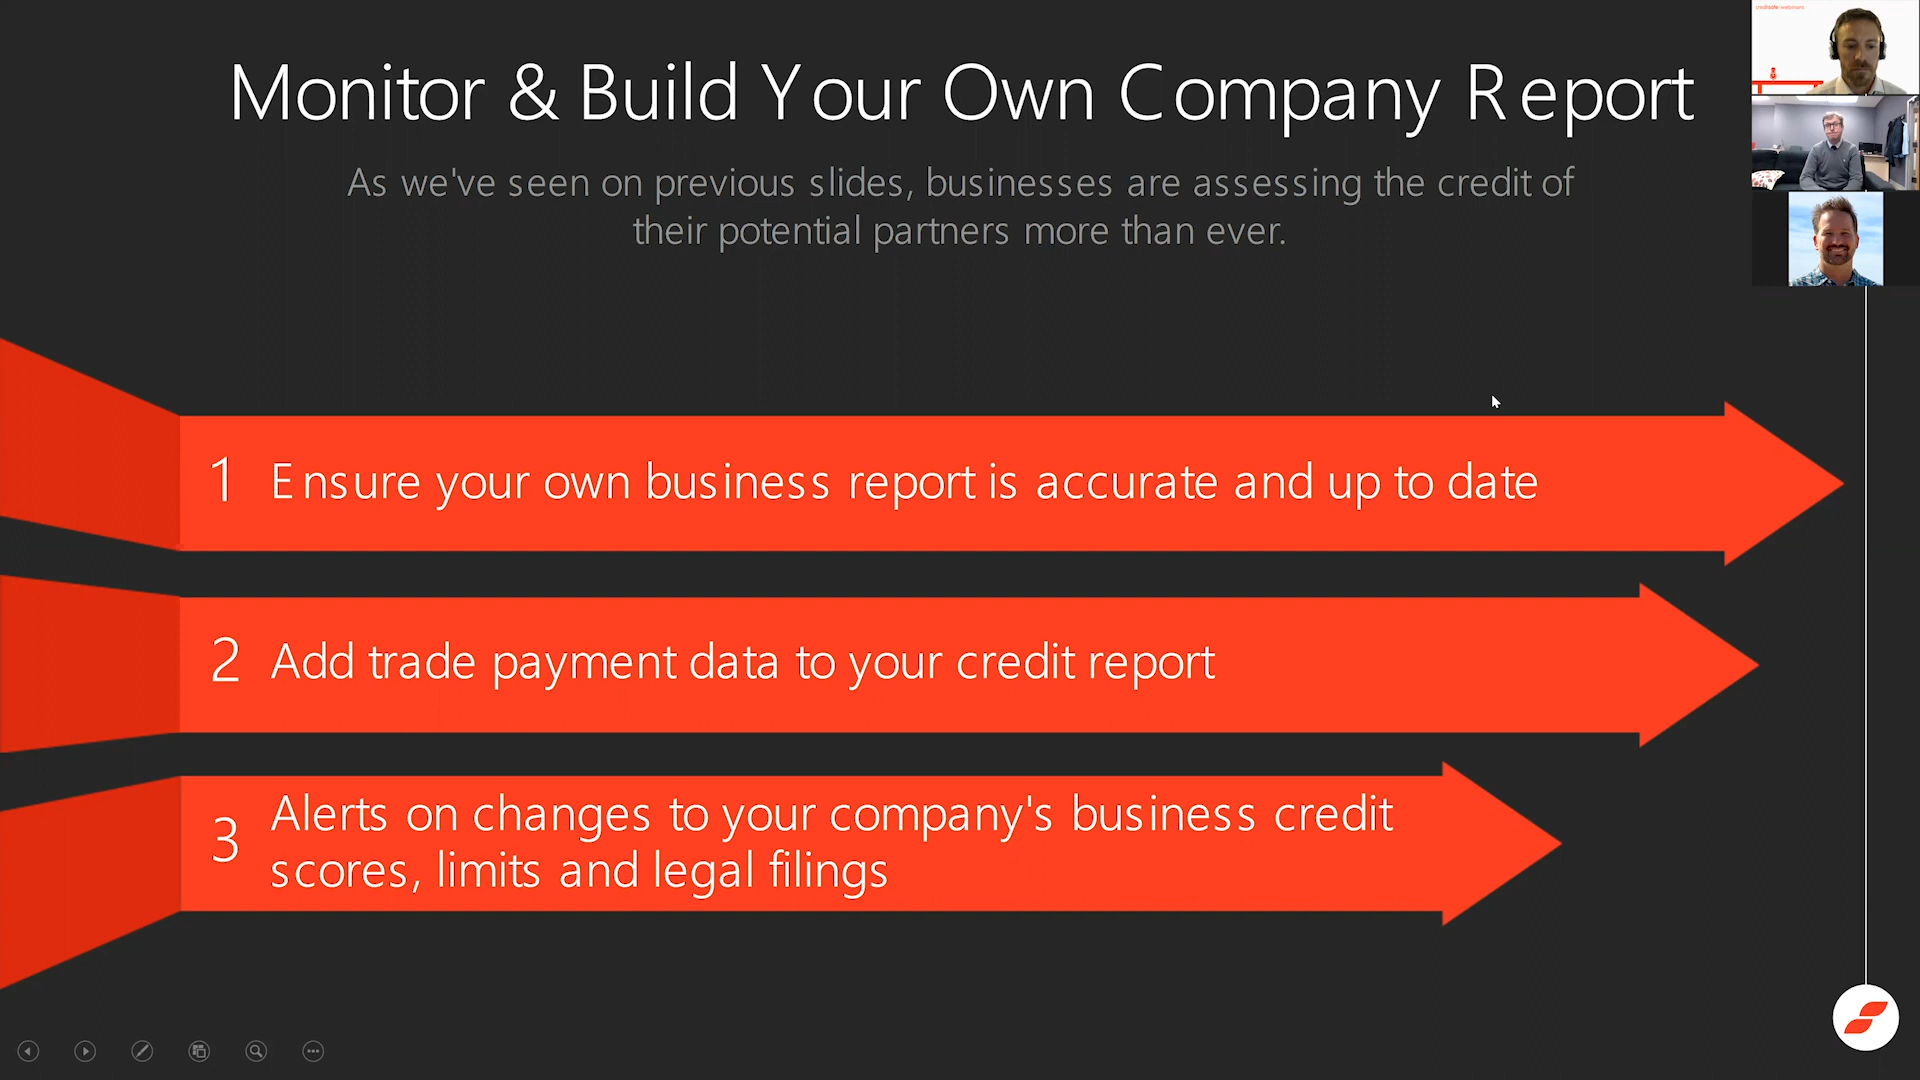 Monitor & Build Your Own Company Report
As we've seen on previous slides, businesses are assessing the credit of
their potential partners more than ever.
1 Ensure your own business report is accurate and up to date
2 Add trade payment data to your credit report
3 Alerts on changes to your company's business credit
scores, limits and legal filings
creditsafe webinars